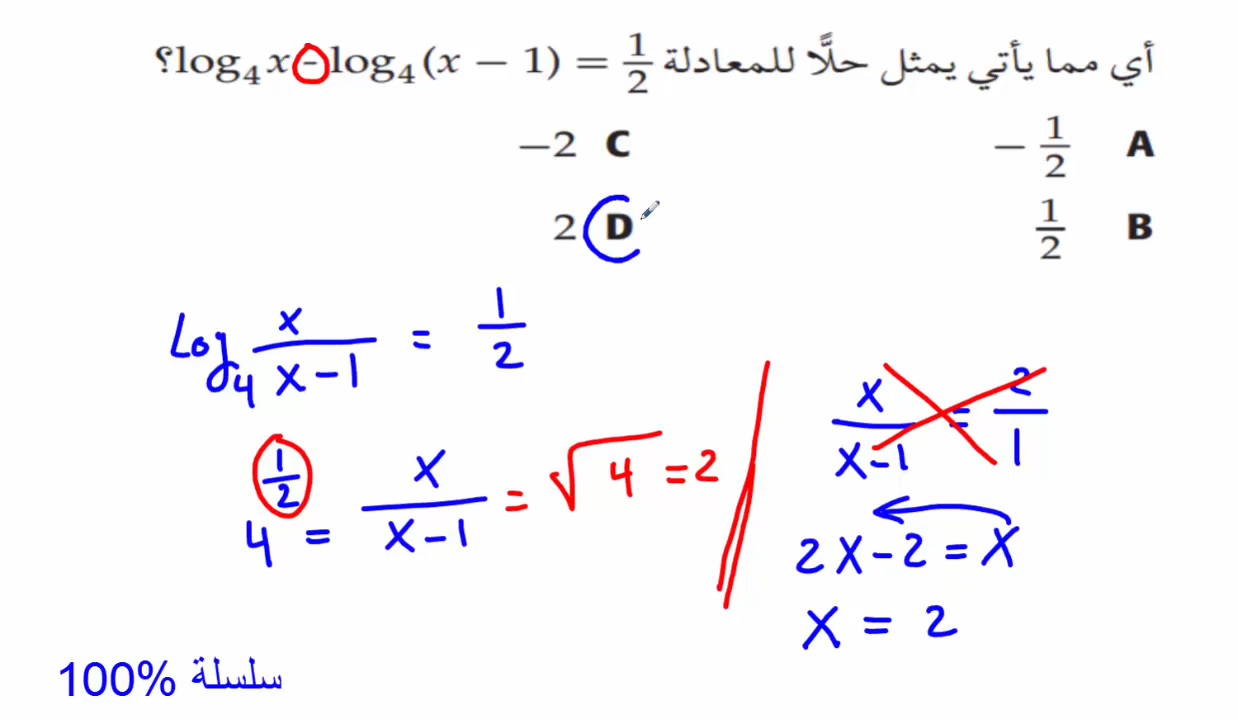 أي مما يأتي يمثل حلًّا للمعادلة log₄ x − log₄ (x − 1) = 1/2؟
A −1/2
C −2
B 1/2
D 2
Log₄ x/(x−1) = 1/2
4^(1/2) = x/(x−1) = √4 = 2
x/(x−1) = 2/1
2x−2 = x
x = 2
سلسلة 100%